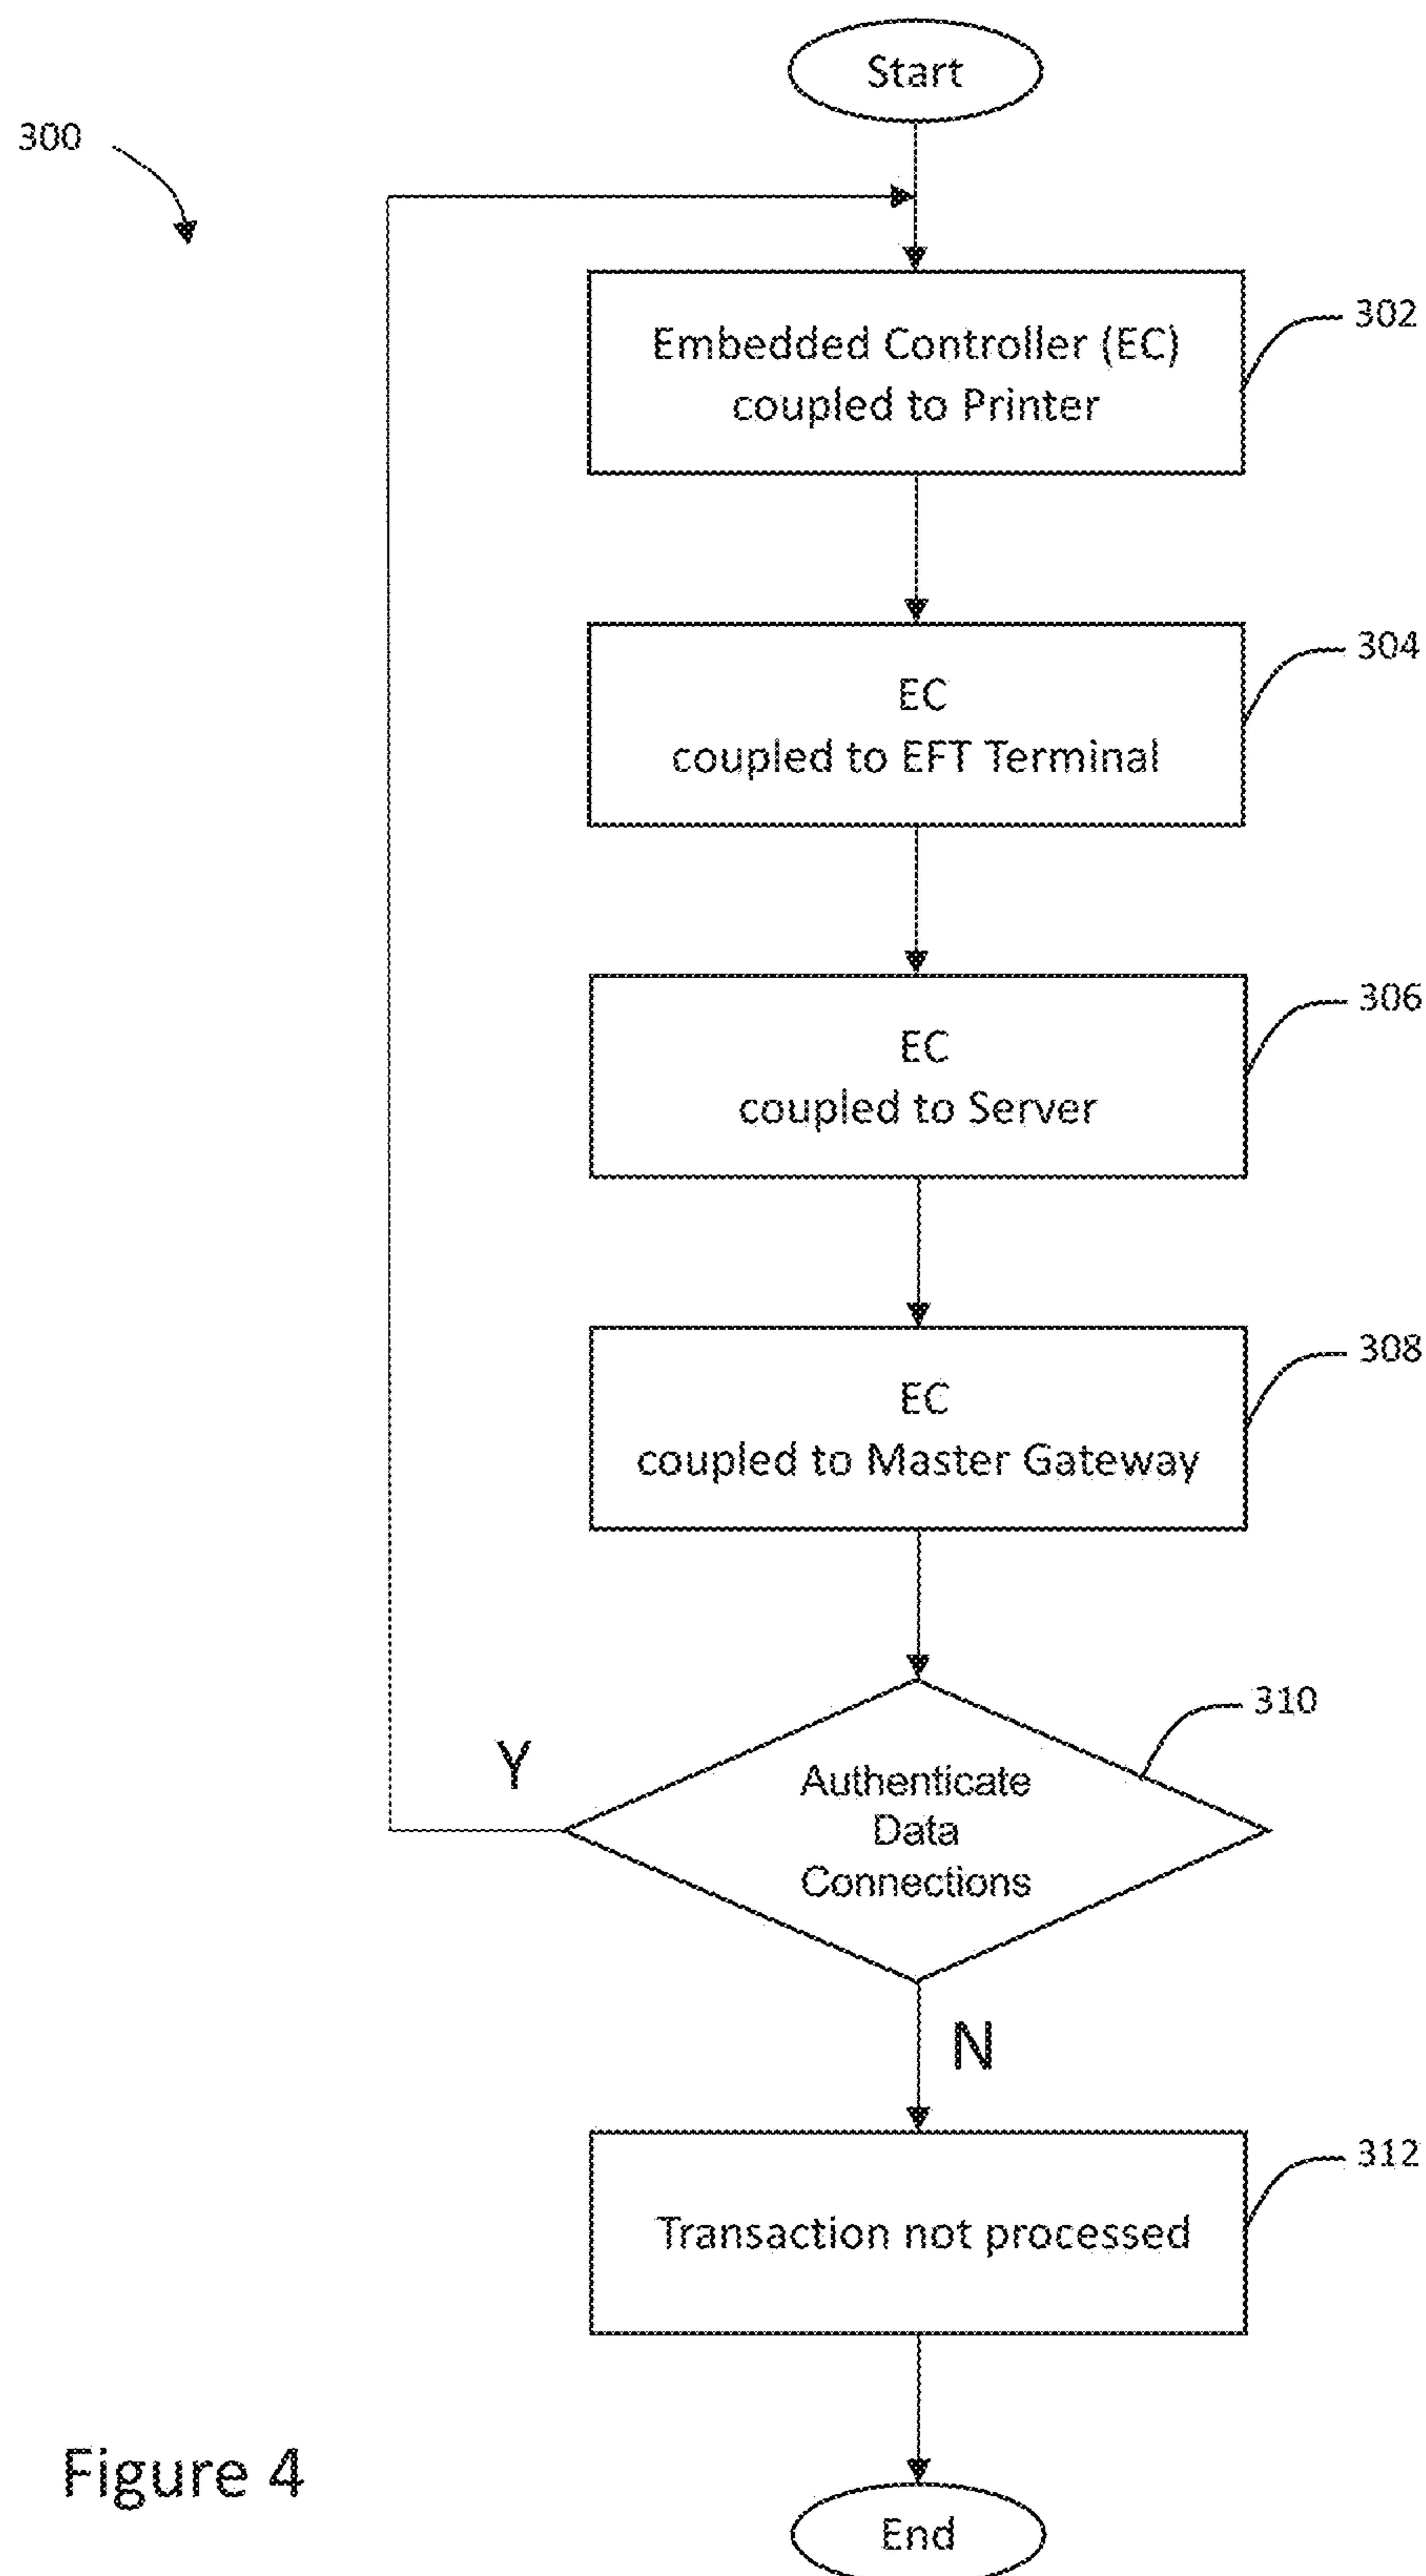 Start
300
Embedded Controller (EC)
coupled to Printer
302
EC
coupled to EFT Terminal
304
EC
coupled to Server
306
EC
coupled to Master Gateway
308
Authenticate
Data
Connections
310
Y
N
Transaction not processed
312
Figure 4
End